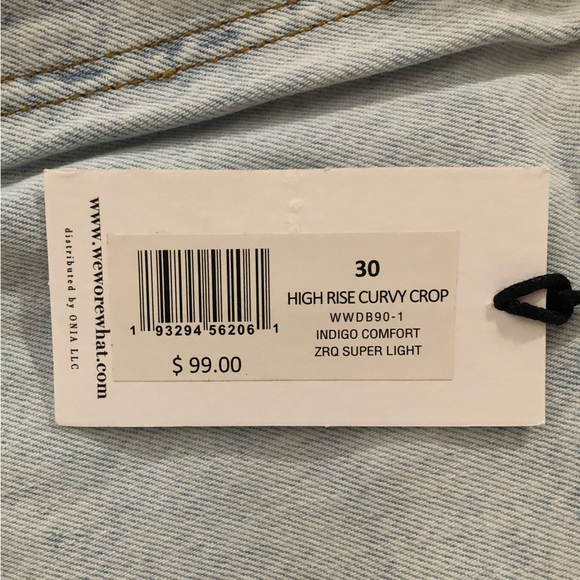 www.weworewhat.com
distributed by ONIA LLC
1 93294 56206 1
$ 99.00
30
HIGH RISE CURVY CROP
WWDB90-1
INDIGO COMFORT
ZRQ SUPER LIGHT